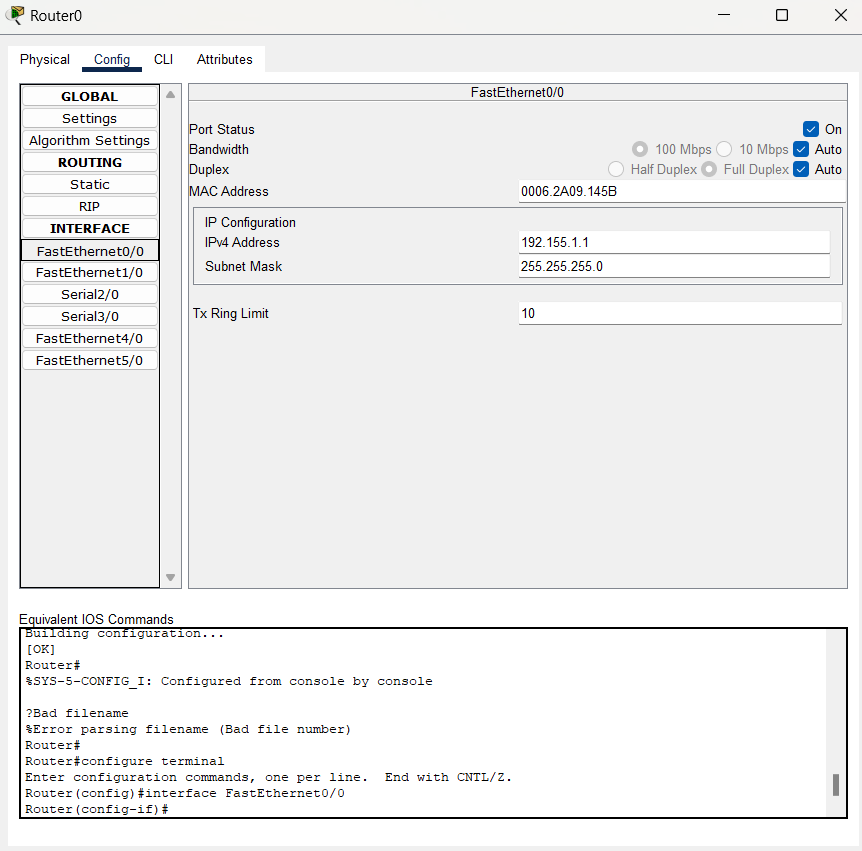 Router0
Physical Config CLI Attributes
GLOBAL
Settings
Algorithm Settings
ROUTING
Static
RIP
INTERFACE
FastEthernet0/0
FastEthernet1/0
Serial2/0
Serial3/0
FastEthernet4/0
FastEthernet5/0
FastEthernet0/0
Port Status On
Bandwidth 100 Mbps 10 Mbps Auto
Duplex Half Duplex Full Duplex Auto
MAC Address 0006.2A09.145B
IP Configuration
IPv4 Address 192.155.1.1
Subnet Mask 255.255.255.0
Tx Ring Limit 10
Equivalent IOS Commands
Building configuration...
[OK]
Router#
%SYS-5-CONFIG_I: Configured from console by console
?Bad filename
%Error parsing filename (Bad file number)
Router#
Router#configure terminal
Enter configuration commands, one per line. End with CNTL/Z.
Router(config)#interface FastEthernet0/0
Router(config-if)#